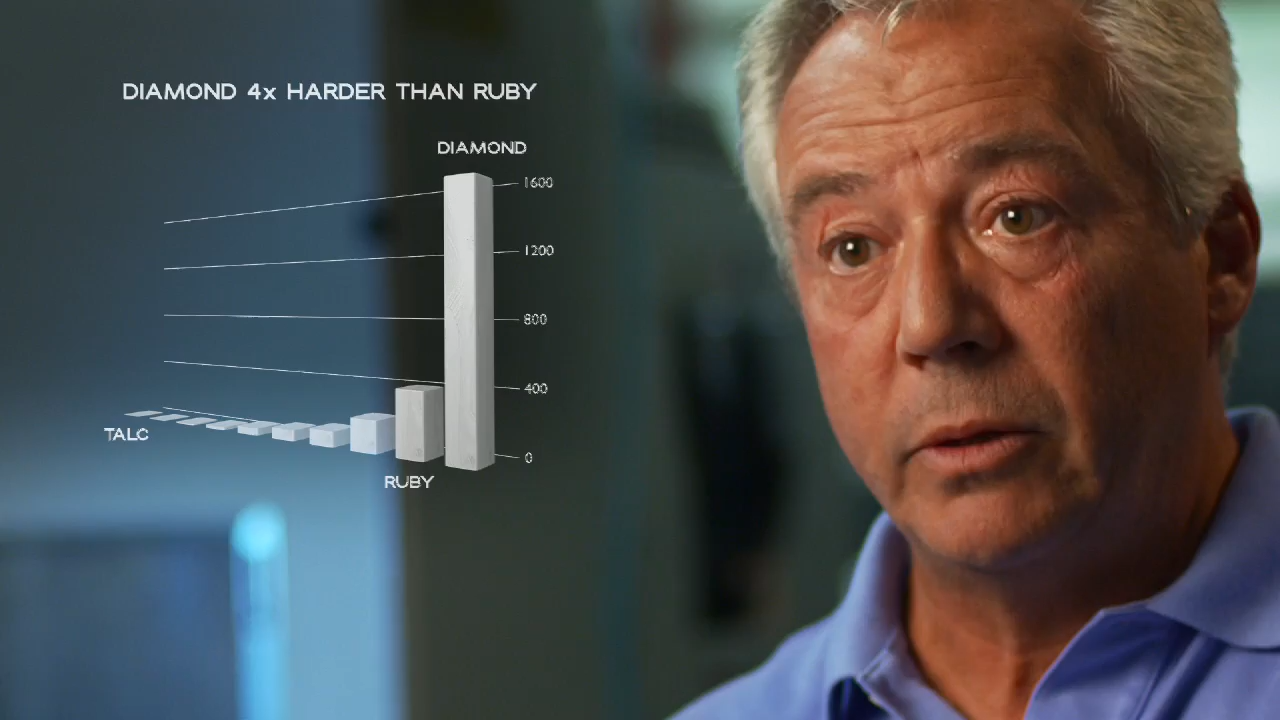 DIAMOND 4x HARDER THAN RUBY
DIAMOND
1600
1200
800
400
TALC
0
RUBY